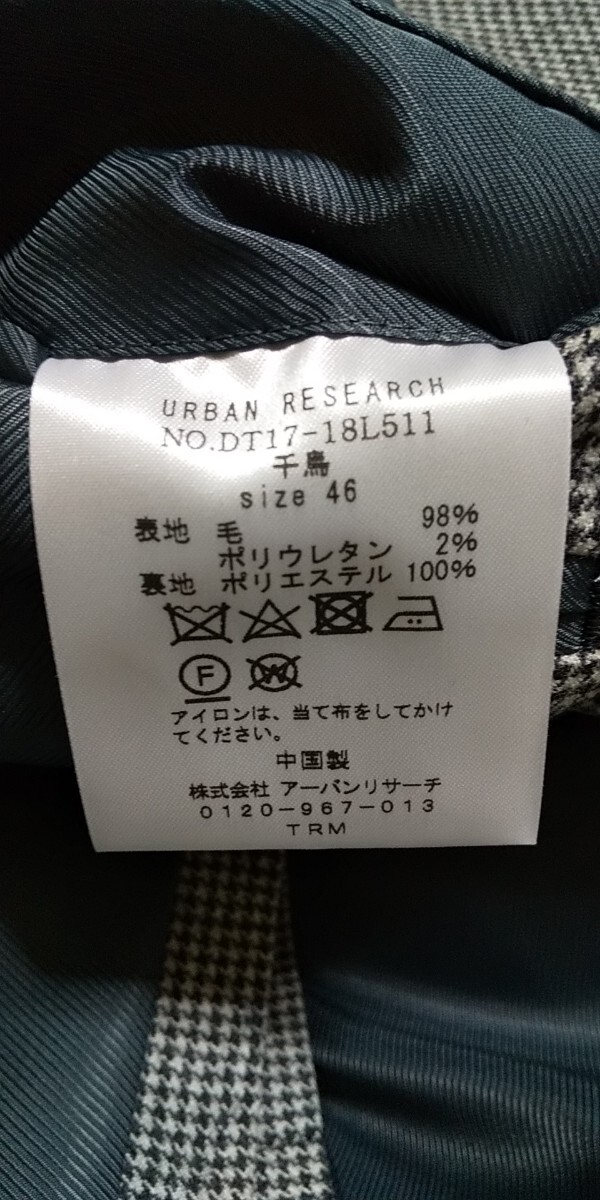 URBAN RESEARCH
NO.DT17-18L511
千鳥
size 46
表地 毛 98%
ポリウレタン 2%
裏地 ポリエステル 100%
F W
アイロンは、当て布をしてかけ
てください。
中国製
株式会社 アーバンリサーチ
0120-967-013
TRM